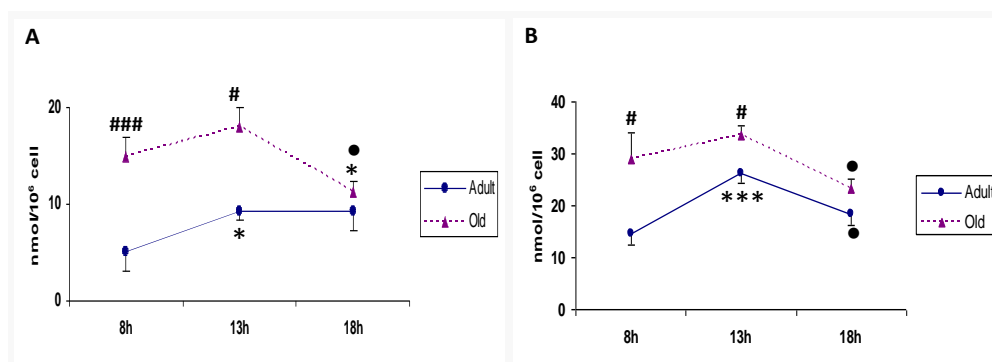 A
nmol/10⁶ cell
20
10
0
###
#
●
*
*
8h
13h
18h
Adult
Old
B
nmol/10⁶ cell
40
30
20
10
0
#
#
●
***
●
8h
13h
18h
Adult
Old